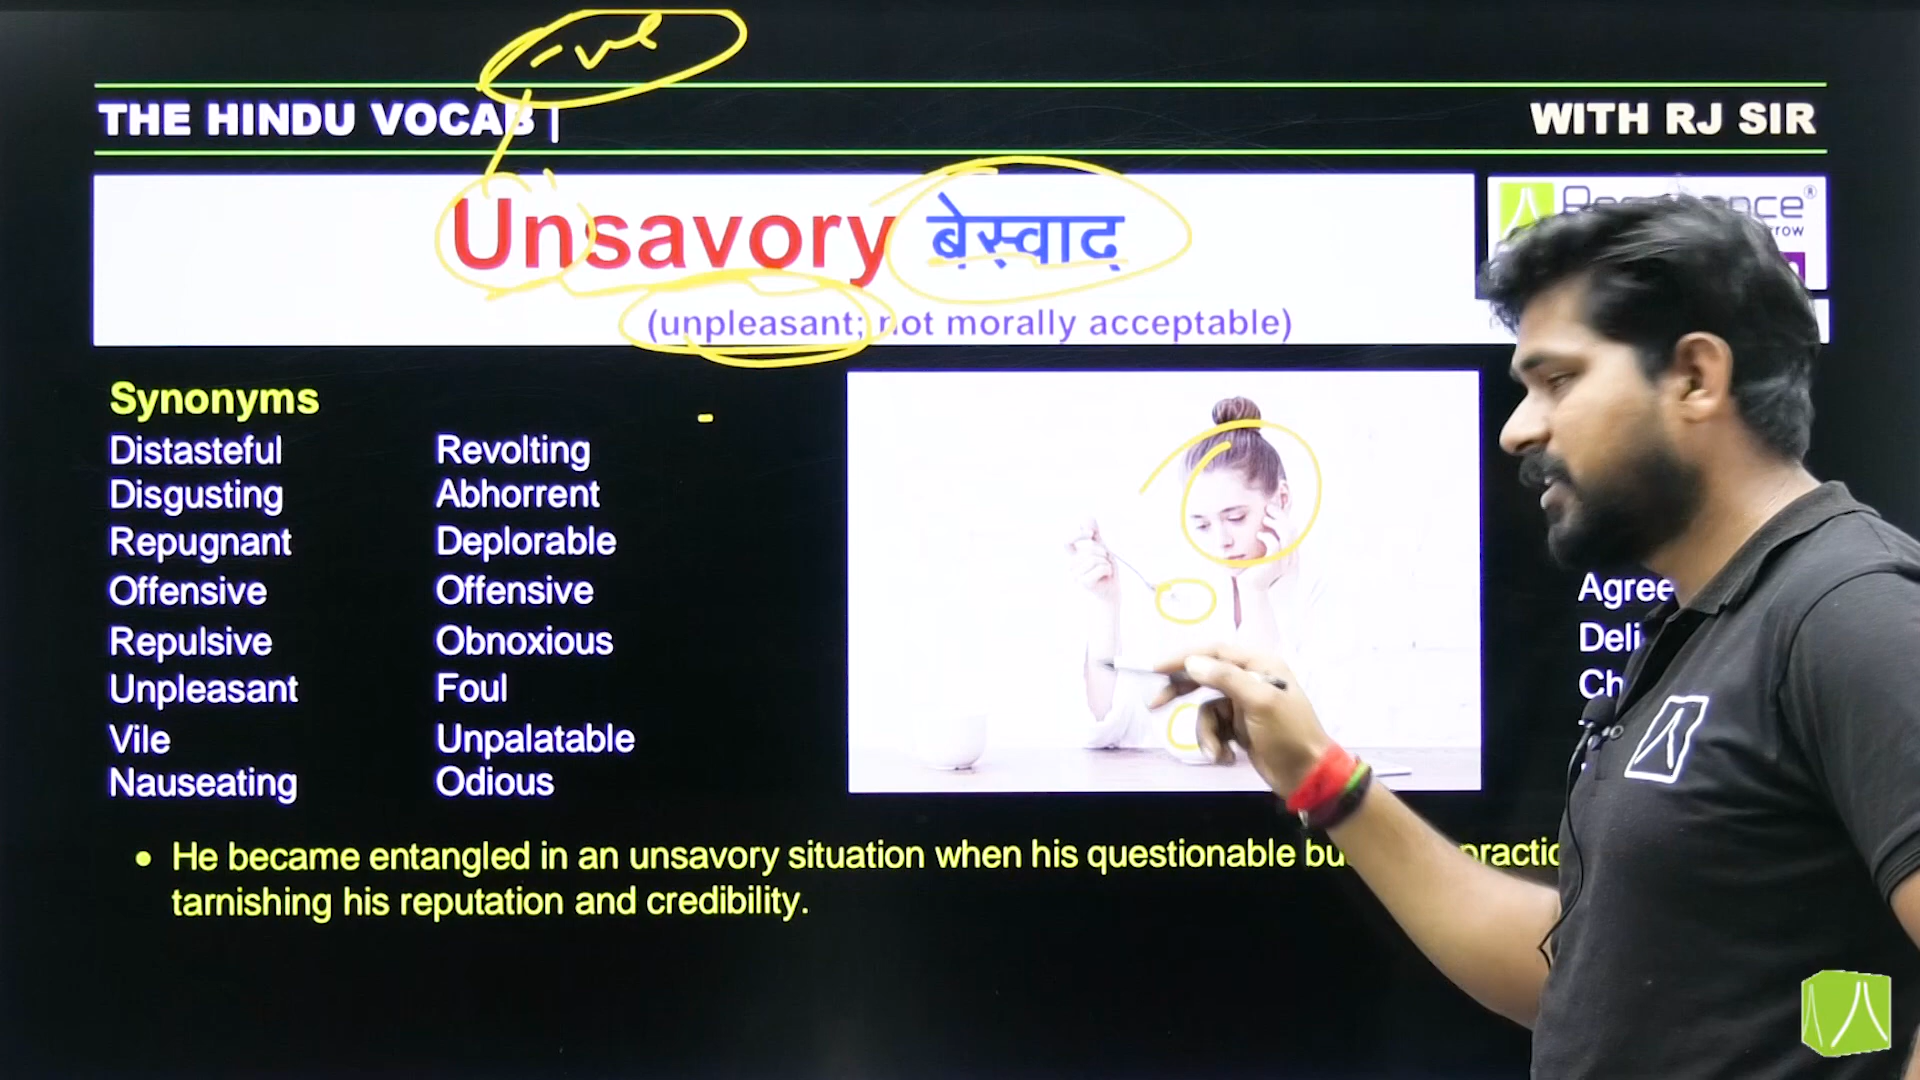 -ve
THE HINDU VOCAB |
WITH RJ SIR
Unsavory बेस्वाद
(unpleasant; not morally acceptable)
Synonyms
Distasteful Revolting
Disgusting Abhorrent
Repugnant Deplorable
Offensive Offensive
Repulsive Obnoxious
Unpleasant Foul
Vile Unpalatable
Nauseating Odious
• He became entangled in an unsavory situation when his questionable
tarnishing his reputation and credibility.